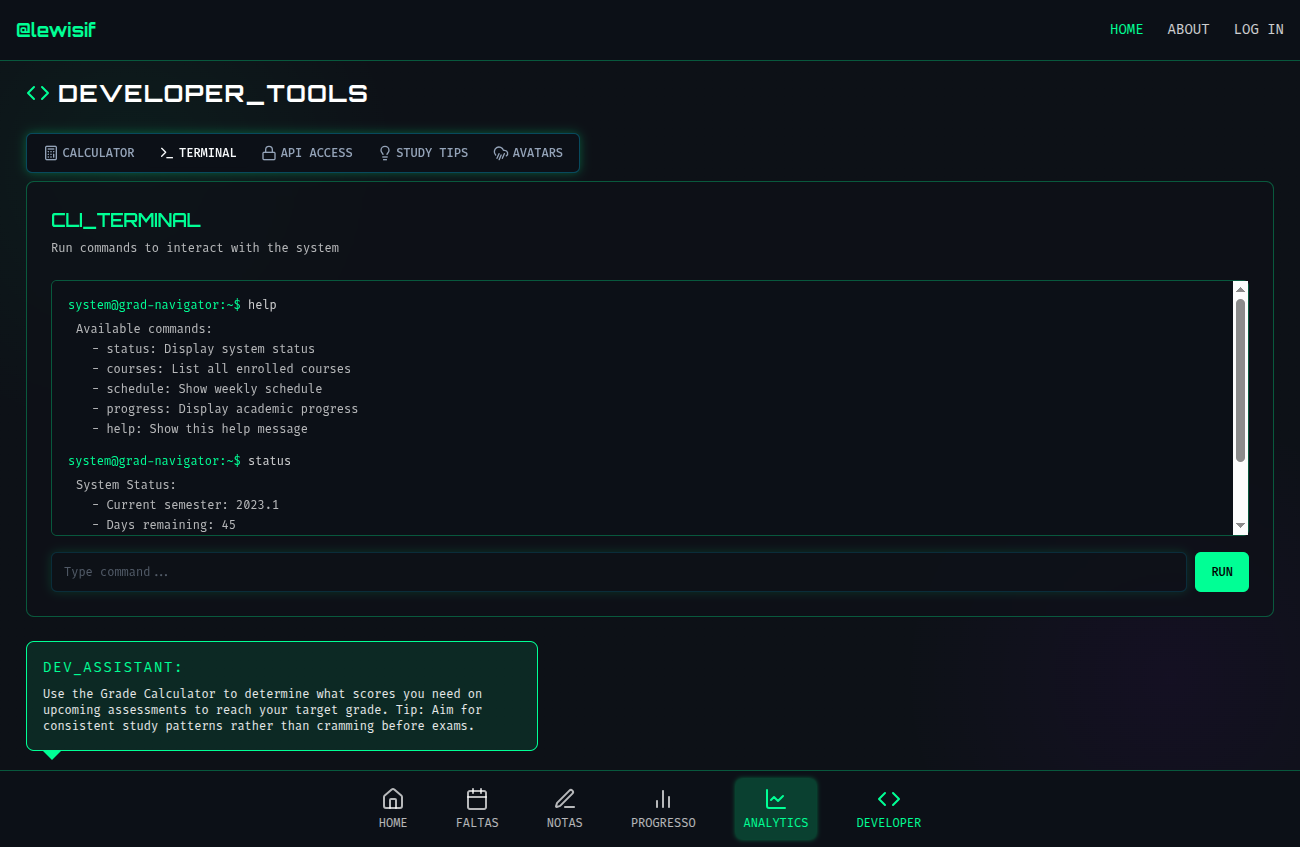 @lewisif
HOME ABOUT LOG IN
DEVELOPER_TOOLS
CALCULATOR TERMINAL API ACCESS STUDY TIPS AVATARS
CLI_TERMINAL
Run commands to interact with the system
system@grad-navigator:~$ help
Available commands:
- status: Display system status
- courses: List all enrolled courses
- schedule: Show weekly schedule
- progress: Display academic progress
- help: Show this help message
system@grad-navigator:~$ status
System Status:
- Current semester: 2023.1
- Days remaining: 45
Type command...
RUN
DEV_ASSISTANT:
Use the Grade Calculator to determine what scores you need on
upcoming assessments to reach your target grade. Tip: Aim for
consistent study patterns rather than cramming before exams.
HOME FALTAS NOTAS PROGRESSO ANALYTICS DEVELOPER